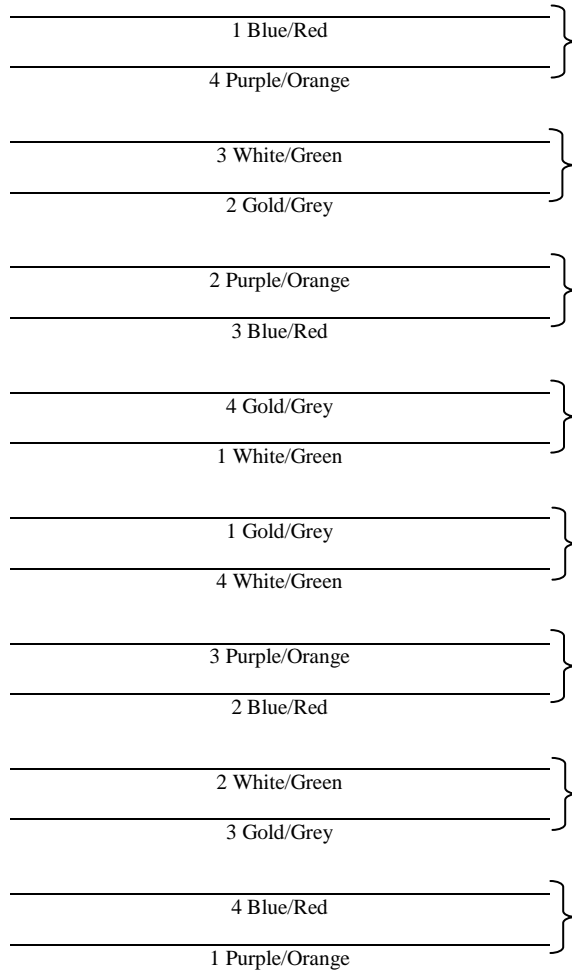 1 Blue/Red
4 Purple/Orange
3 White/Green
2 Gold/Grey
2 Purple/Orange
3 Blue/Red
4 Gold/Grey
1 White/Green
1 Gold/Grey
4 White/Green
3 Purple/Orange
2 Blue/Red
2 White/Green
3 Gold/Grey
4 Blue/Red
1 Purple/Orange